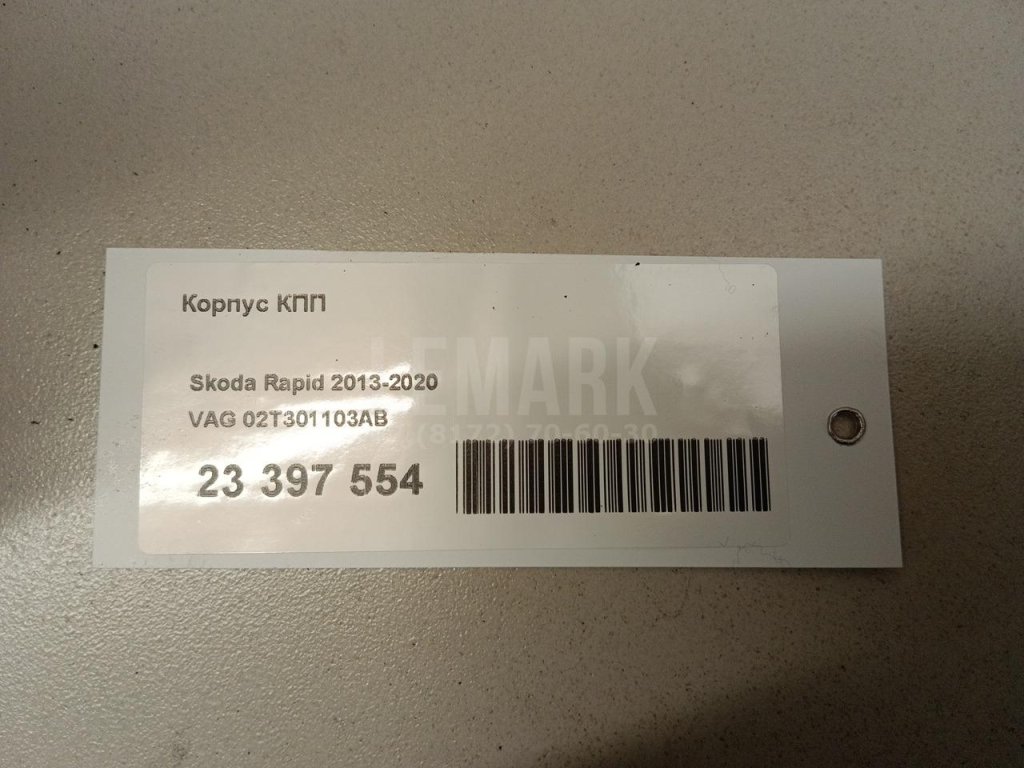 Корпус КПП
LEMARK
Skoda Rapid 2013-2020
VAG 02T301103AB
(8172) 70-60-30
23 397 554